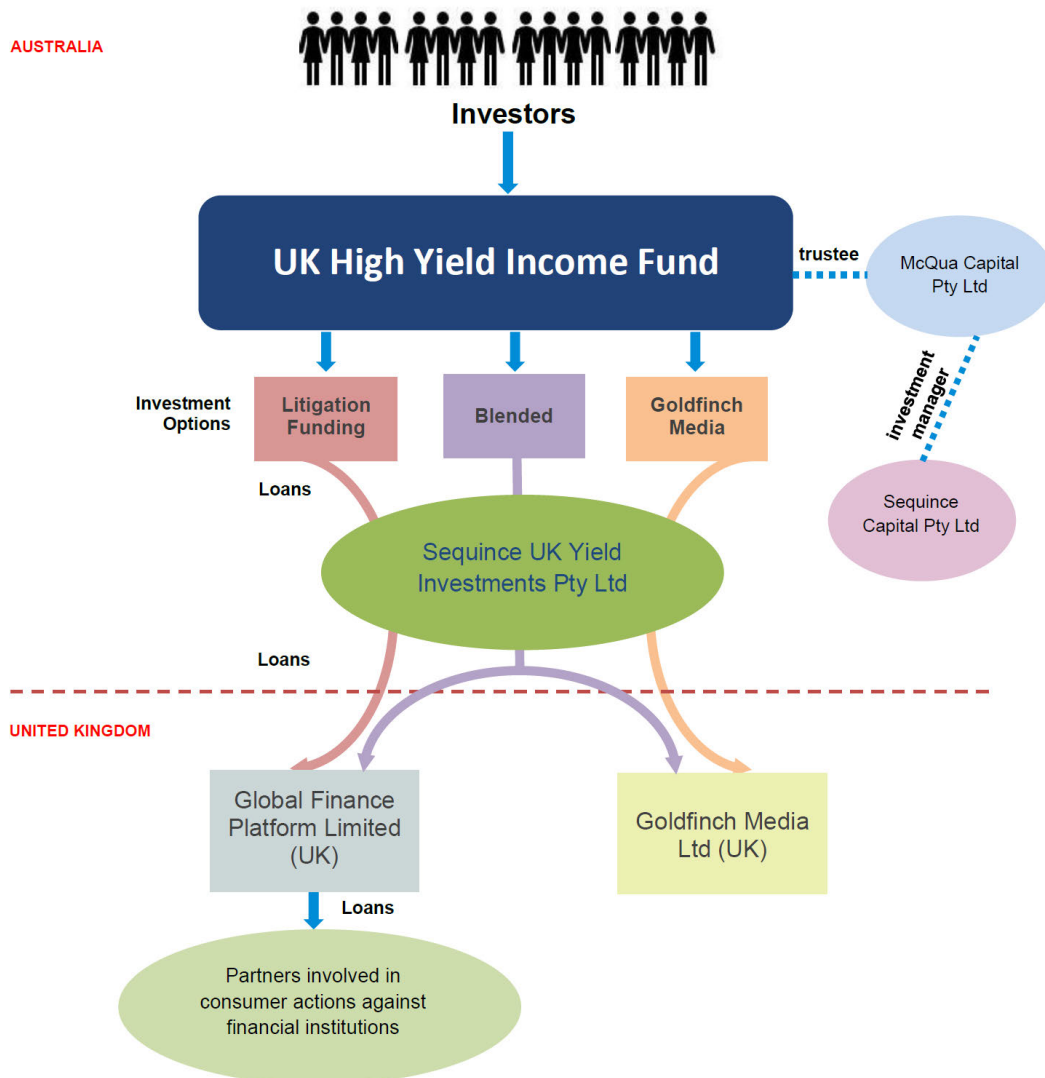 AUSTRALIA
Investors
UK High Yield Income Fund
trustee
McQua Capital
Pty Ltd
investment
manager
Sequince
Capital Pty Ltd
Investment
Options
Litigation
Funding
Blended
Goldfinch
Media
Loans
Sequince UK Yield
Investments Pty Ltd
Loans
UNITED KINGDOM
Global Finance
Platform Limited
(UK)
Goldfinch Media
Ltd (UK)
Loans
Partners involved in
consumer actions against
financial institutions